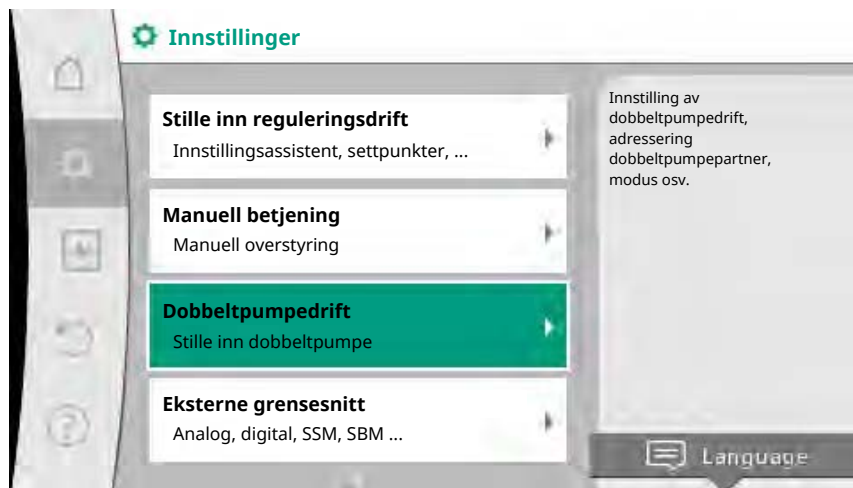 Innstillinger
Stille inn reguleringsdrift
Innstillingsassistent, settpunkter, ...
Manuell betjening
Manuell overstyring
Dobbeltpumpedrift
Stille inn dobbeltpumpe
Eksterne grensesnitt
Analog, digital, SSM, SBM ...
Innstilling av
dobbeltpumpedrift,
adressering
dobbeltpumpepartner,
modus osv.
Language